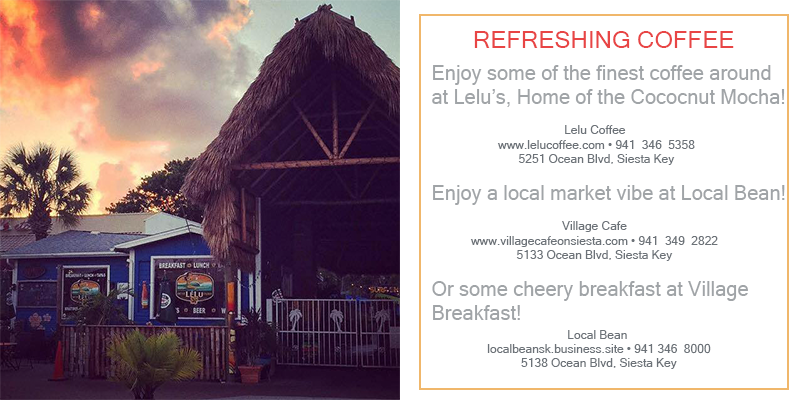 BREAKFAST • LUNCH • TAPAS
LELU
BREAKFAST • LUNCH
LELU
BEER
REFRESHING COFFEE
Enjoy some of the finest coffee around
at Lelu's, Home of the Cococnut Mocha!
Lelu Coffee
www.lelucoffee.com • 941 346 5358
5251 Ocean Blvd, Siesta Key
Enjoy a local market vibe at Local Bean!
Village Cafe
www.villagecafeonsiesta.com • 941 349 2822
5133 Ocean Blvd, Siesta Key
Or some cheery breakfast at Village
Breakfast!
Local Bean
localbeansk.business.site • 941 346 8000
5138 Ocean Blvd, Siesta Key